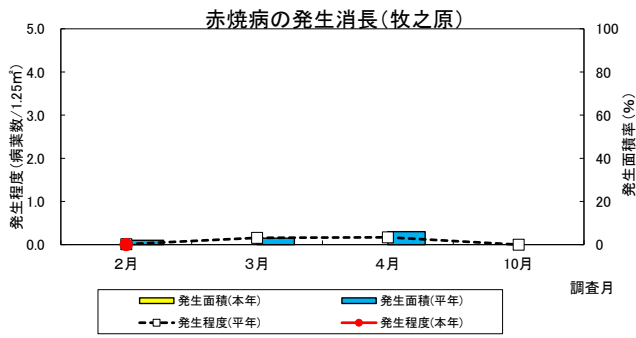 赤焼病の発生消長(牧之原)
発生程度(病葉数/1.25㎡)
5.0
4.0
3.0
2.0
1.0
0.0
100
80
60
40
20
0
発生面積率(%)
2月 3月 4月 10月
調査月
発生面積(本年) 発生面積(平年)
発生程度(平年) 発生程度(本年)